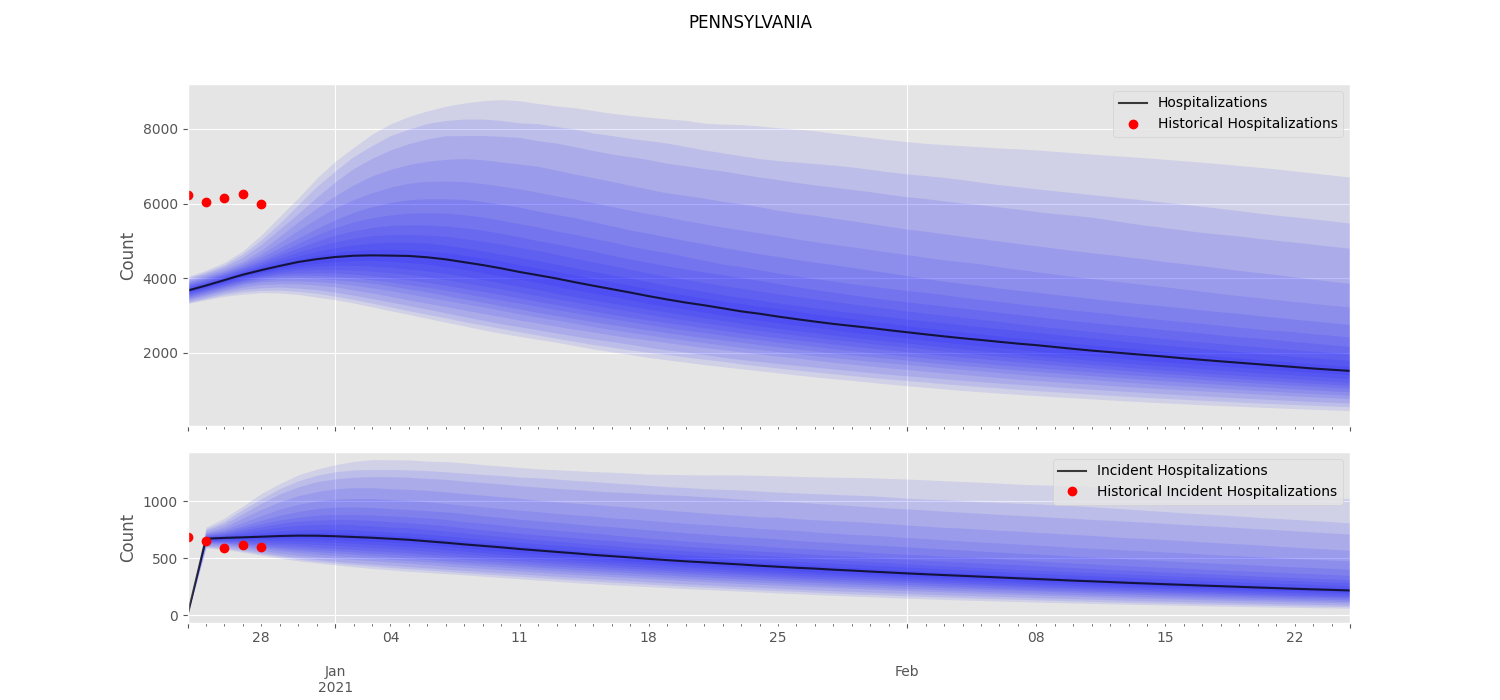 PENNSYLVANIA
Hospitalizations
Historical Hospitalizations
8000
6000
4000
2000
Count
Incident Hospitalizations
Historical Incident Hospitalizations
1000
500
0
Count
28 04 11 18 25 08 15 22
Jan Feb
2021